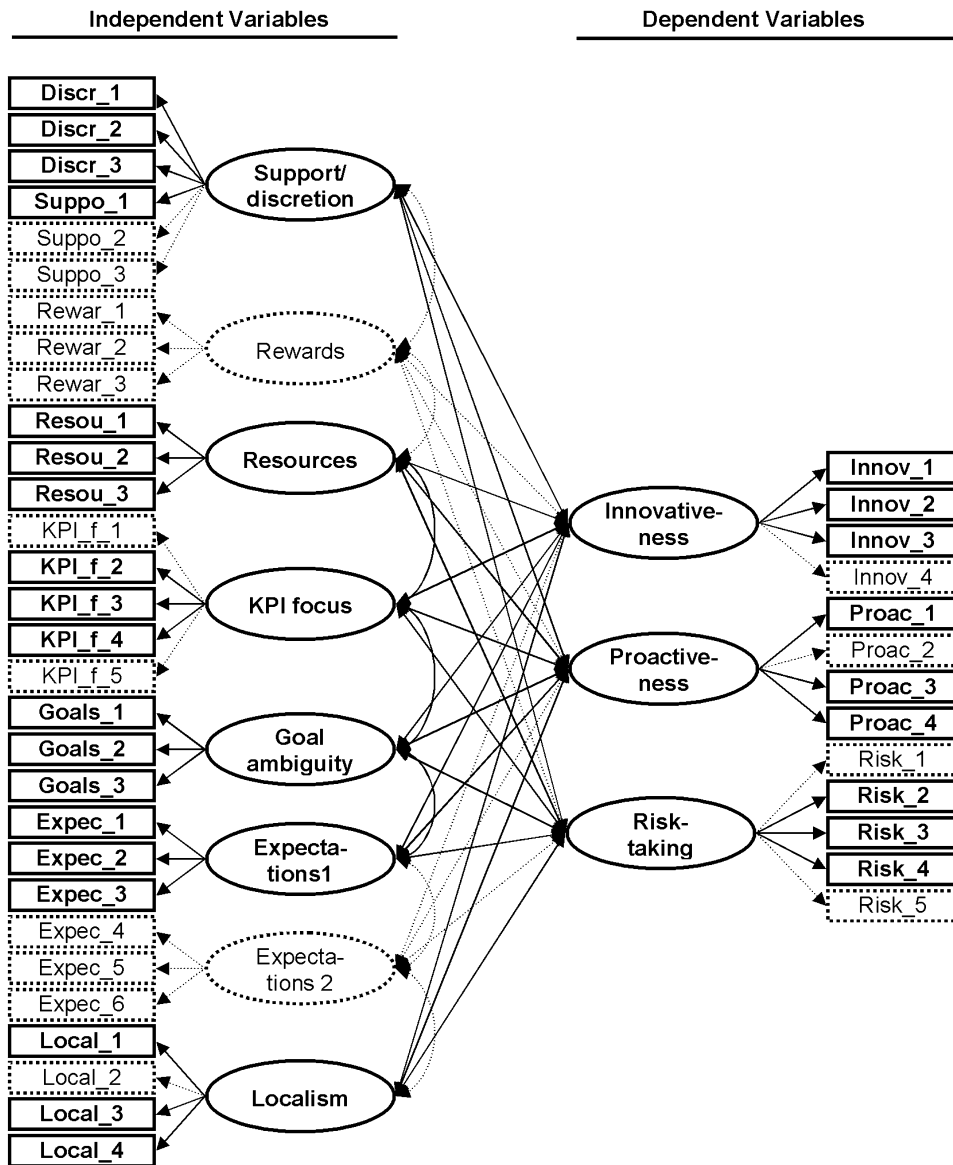 Independent Variables
Dependent Variables
Discr_1
Discr_2
Discr_3
Suppo_1
Suppo_2
Suppo_3
Rewar_1
Rewar_2
Rewar_3
Resou_1
Resou_2
Resou_3
KPI_f_1
KPI_f_2
KPI_f_3
KPI_f_4
KPI_f_5
Goals_1
Goals_2
Goals_3
Expec_1
Expec_2
Expec_3
Expec_4
Expec_5
Expec_6
Local_1
Local_2
Local_3
Local_4
Support/
discretion
Rewards
Resources
KPI focus
Goal
ambiguity
Expecta-
tions1
Expecta-
tions 2
Localism
Innovative-
ness
Proactive-
ness
Risk-
taking
Innov_1
Innov_2
Innov_3
Innov_4
Proac_1
Proac_2
Proac_3
Proac_4
Risk_1
Risk_2
Risk_3
Risk_4
Risk_5